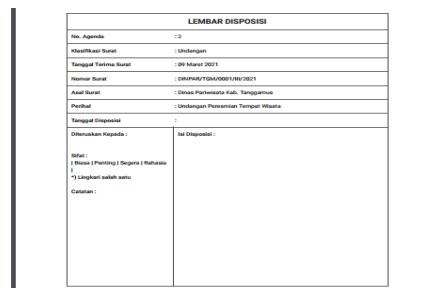 LEMBAR DISPOSISI
No. Agenda : 2
Klasifikasi Surat : Undangan
Tanggal Terima Surat : 09 Maret 2021
Nomor Surat : DINPAR/TGM/0001/III/2021
Asal Surat : Dinas Pariwisata Kab. Tanggamus
Perihal : Undangan Peresmian Tempat Wisata
Tanggal Disposisi :
Diteruskan Kepada : Isi Disposisi :
Sifat :
| Biasa | Penting | Segera | Rahasia
|
*) Lingkari salah satu
Catatan :